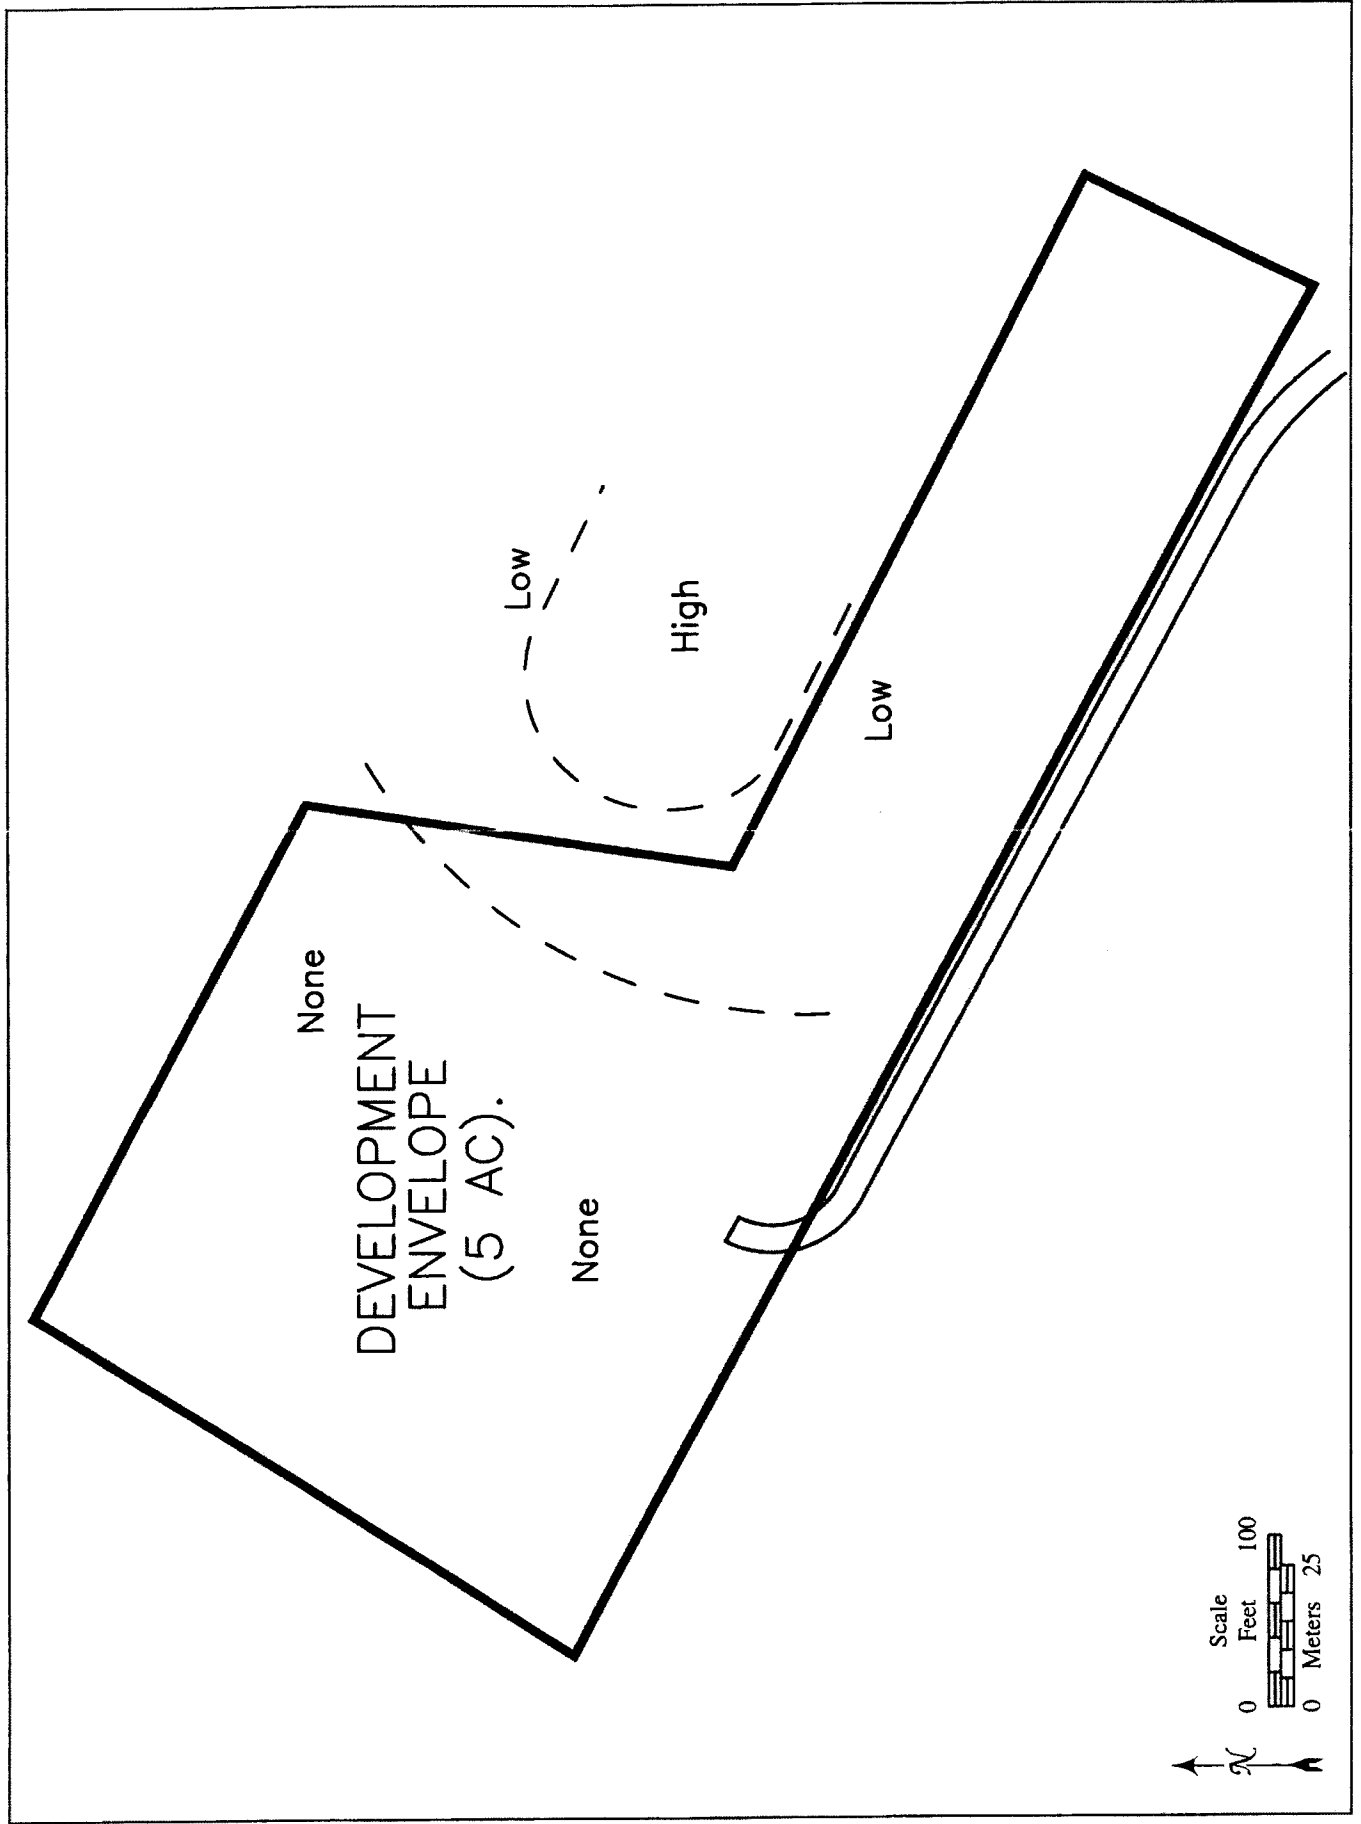 Low
High
Low
None
DEVELOPMENT
ENVELOPE
(5 AC).
None
Scale
0 Feet 100
0 Meters 25
N